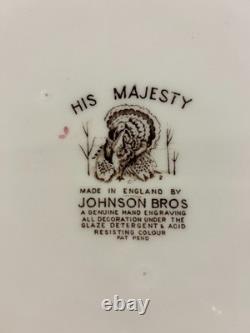 HIS MAJESTY
MADE IN ENGLAND BY
JOHNSON BROS
A GENUINE HAND ENGRAVING
ALL DECORATION UNDER THE
GLAZE DETERGENT & ACID
RESISTING COLOUR
PAT PEND